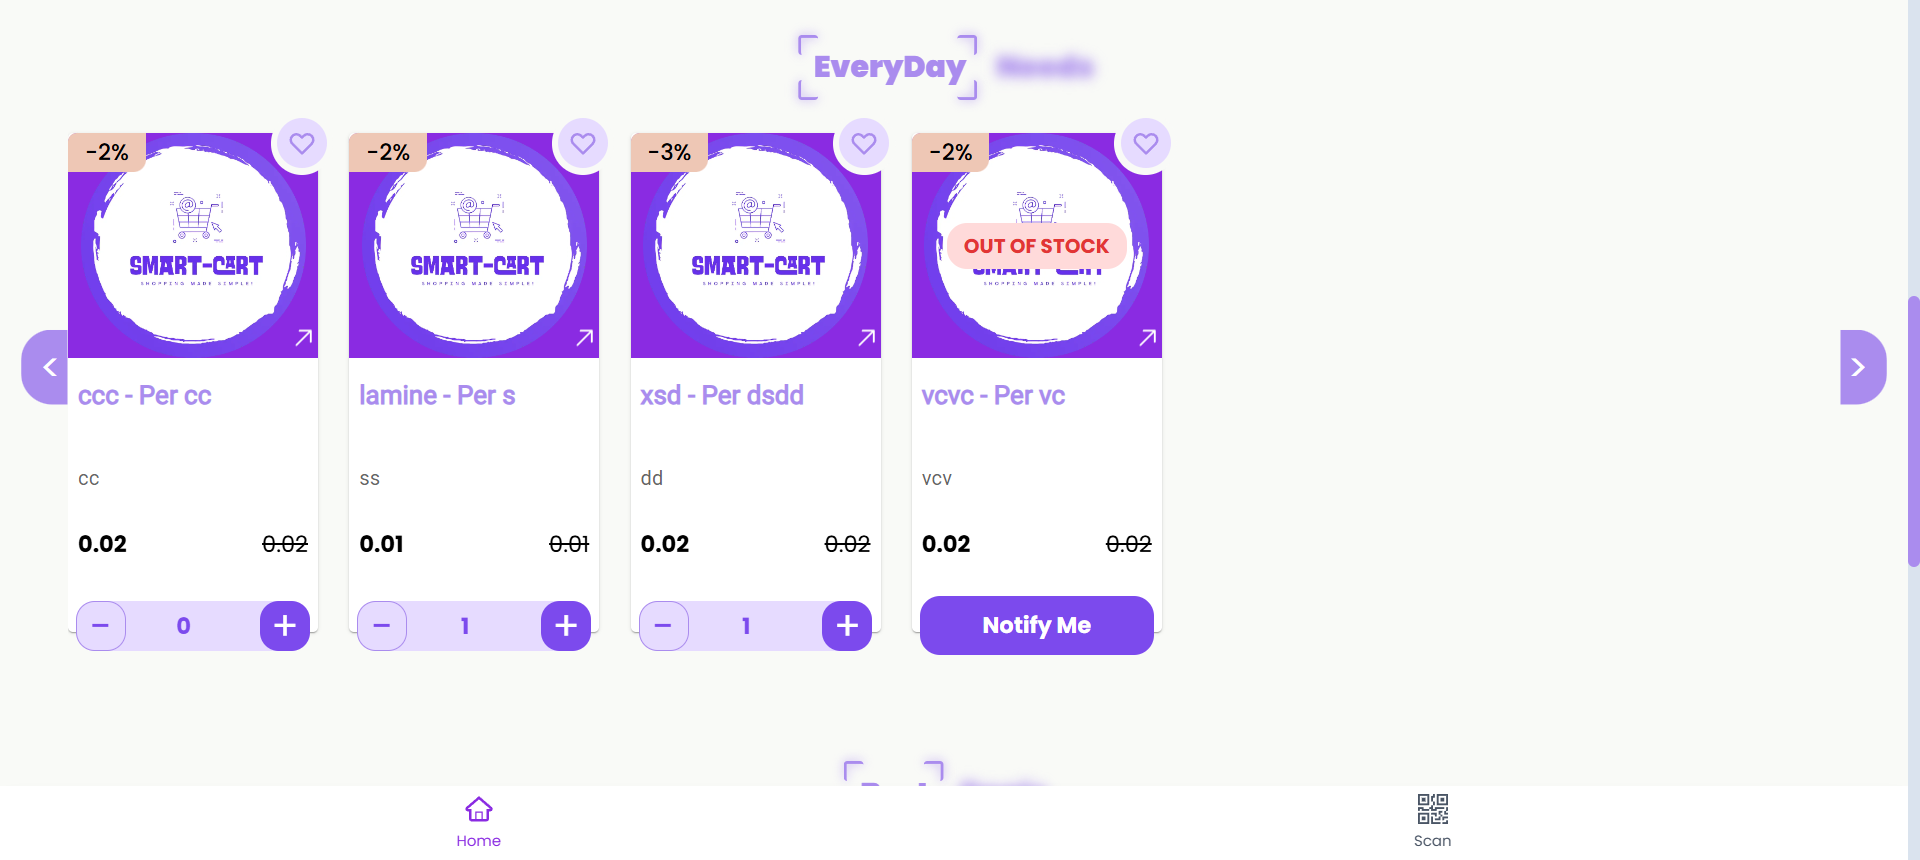 EveryDay Needs
-2%
SMART-CART
SHOPPING MADE SIMPLE!
ccc - Per cc
cc
0.02 0.02
0
-2%
SMART-CART
SHOPPING MADE SIMPLE!
lamine - Per s
ss
0.01 0.01
1
-3%
SMART-CART
SHOPPING MADE SIMPLE!
xsd - Per dsdd
dd
0.02 0.02
1
-2%
OUT OF STOCK
SMART-CART
SHOPPING MADE SIMPLE!
vcvc - Per vc
vcv
0.02 0.02
Notify Me
Home
Scan